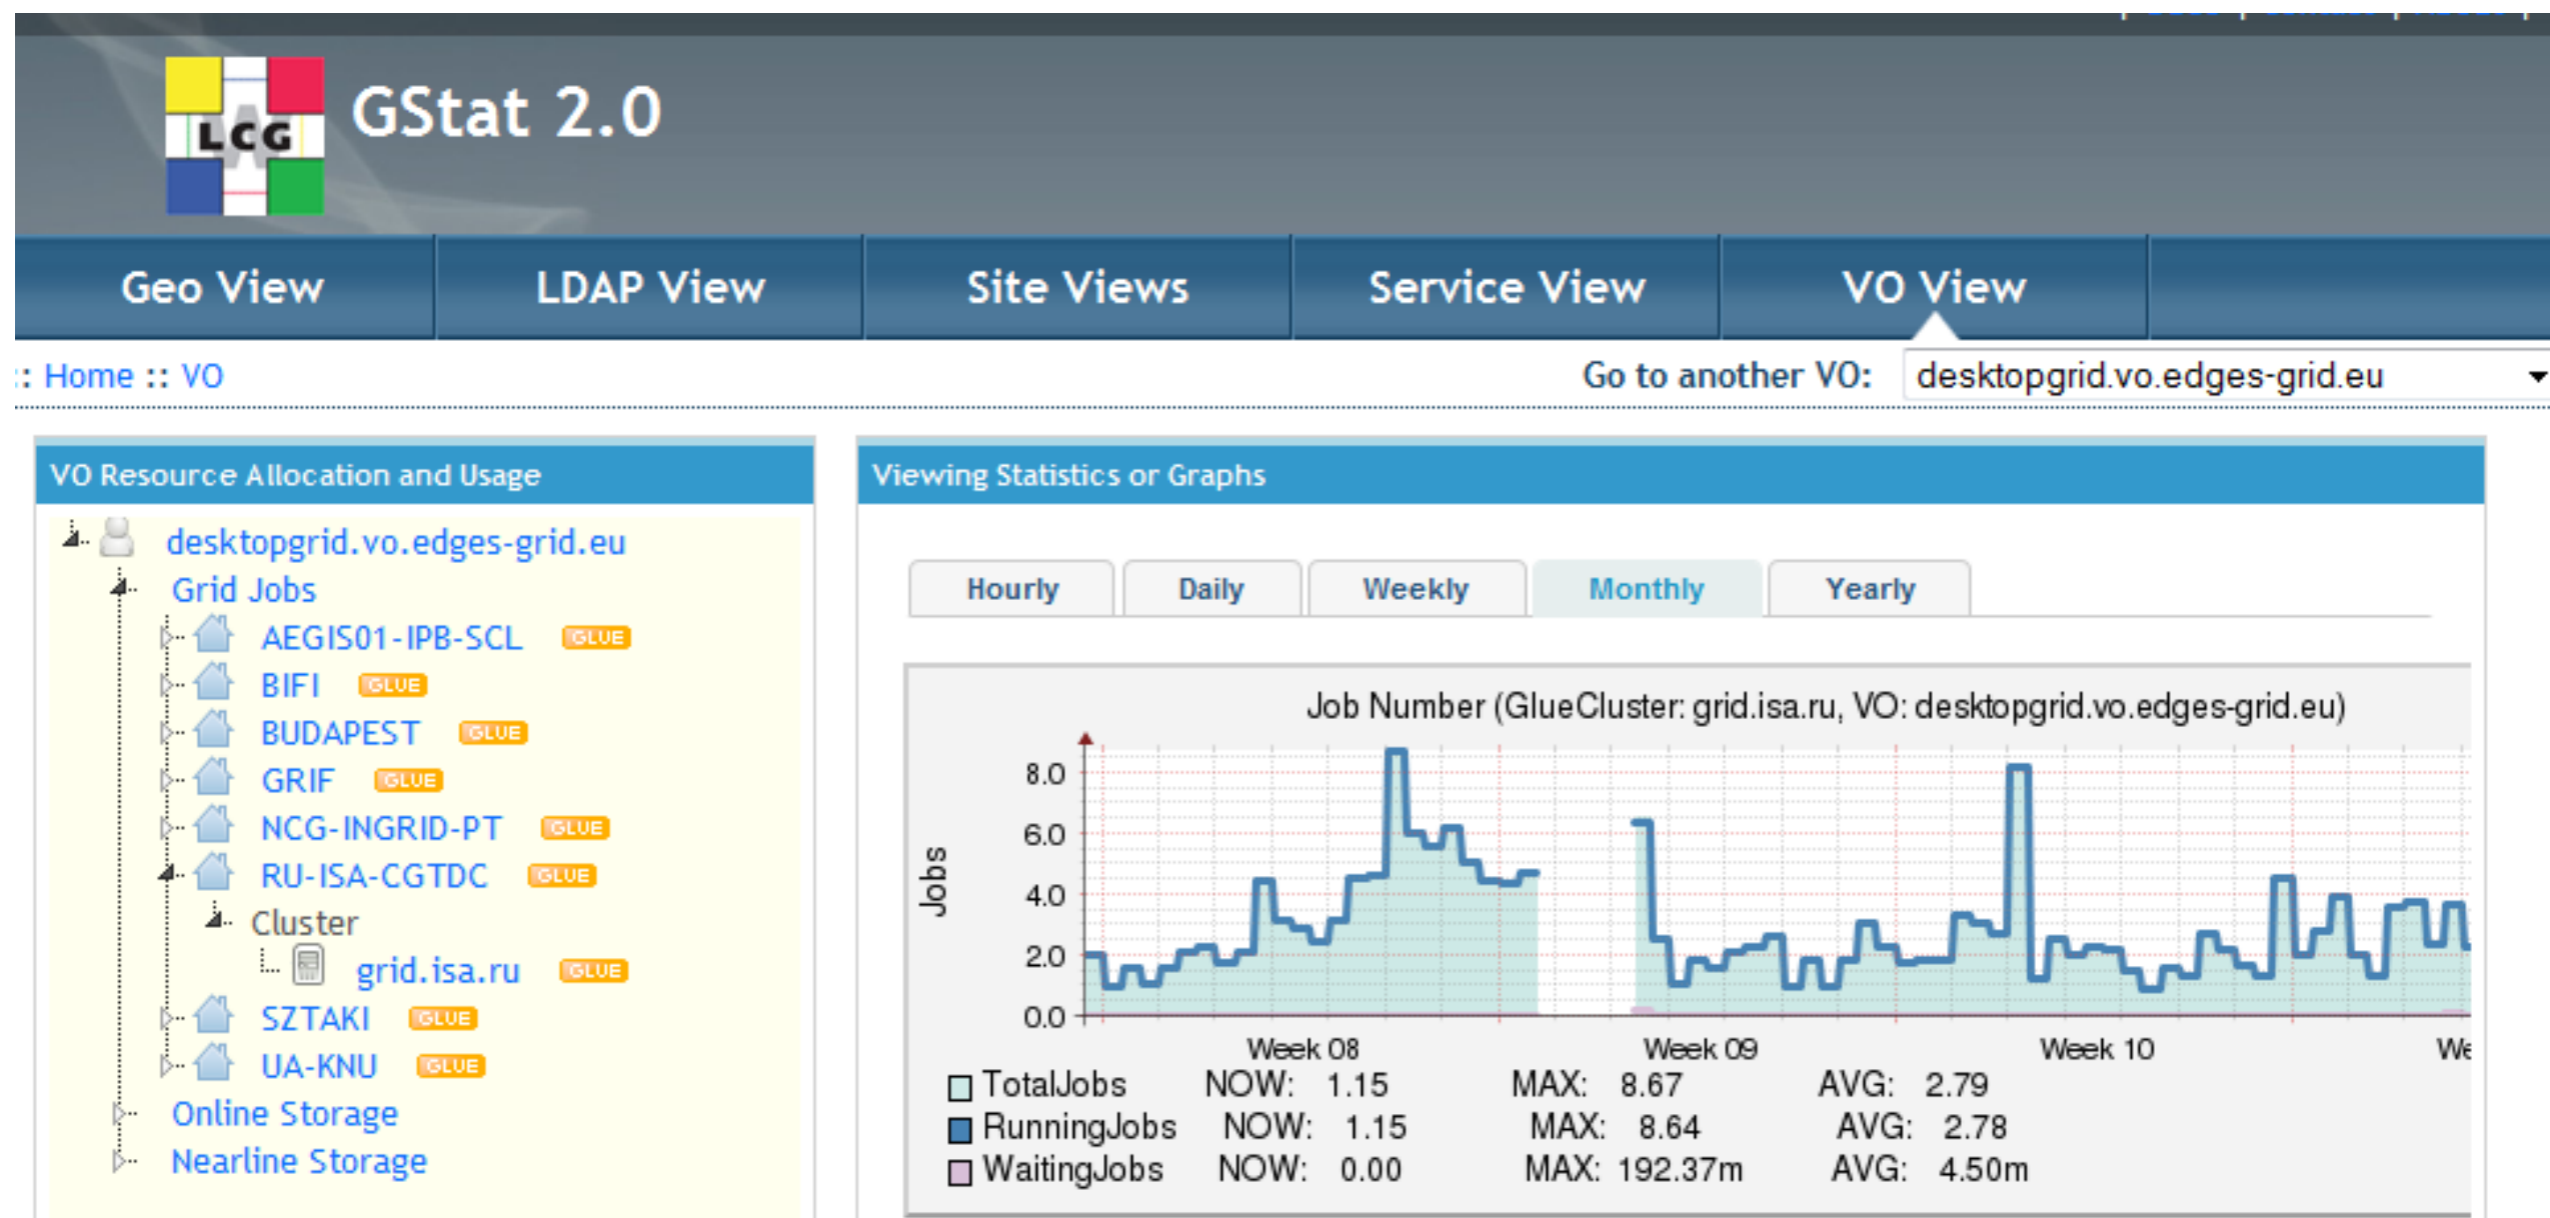 LCG
GStat 2.0
Geo View LDAP View Site Views Service View VO View
:: Home :: VO Go to another VO: desktopgrid.vo.edges-grid.eu
VO Resource Allocation and Usage
desktopgrid.vo.edges-grid.eu
Grid Jobs
AEGIS01-IPB-SCL GLUE
BIFI GLUE
BUDAPEST GLUE
GRIF GLUE
NCG-INGRID-PT GLUE
RU-ISA-CGTDC GLUE
Cluster
grid.isa.ru GLUE
SZTAKI GLUE
UA-KNU GLUE
Online Storage
Nearline Storage
Viewing Statistics or Graphs
Hourly Daily Weekly Monthly Yearly
Job Number (GlueCluster: grid.isa.ru, VO: desktopgrid.vo.edges-grid.eu)
Jobs
8.0
6.0
4.0
2.0
0.0
Week 08 Week 09 Week 10
TotalJobs NOW: 1.15 MAX: 8.67 AVG: 2.79
RunningJobs NOW: 1.15 MAX: 8.64 AVG: 2.78
WaitingJobs NOW: 0.00 MAX: 192.37m AVG: 4.50m